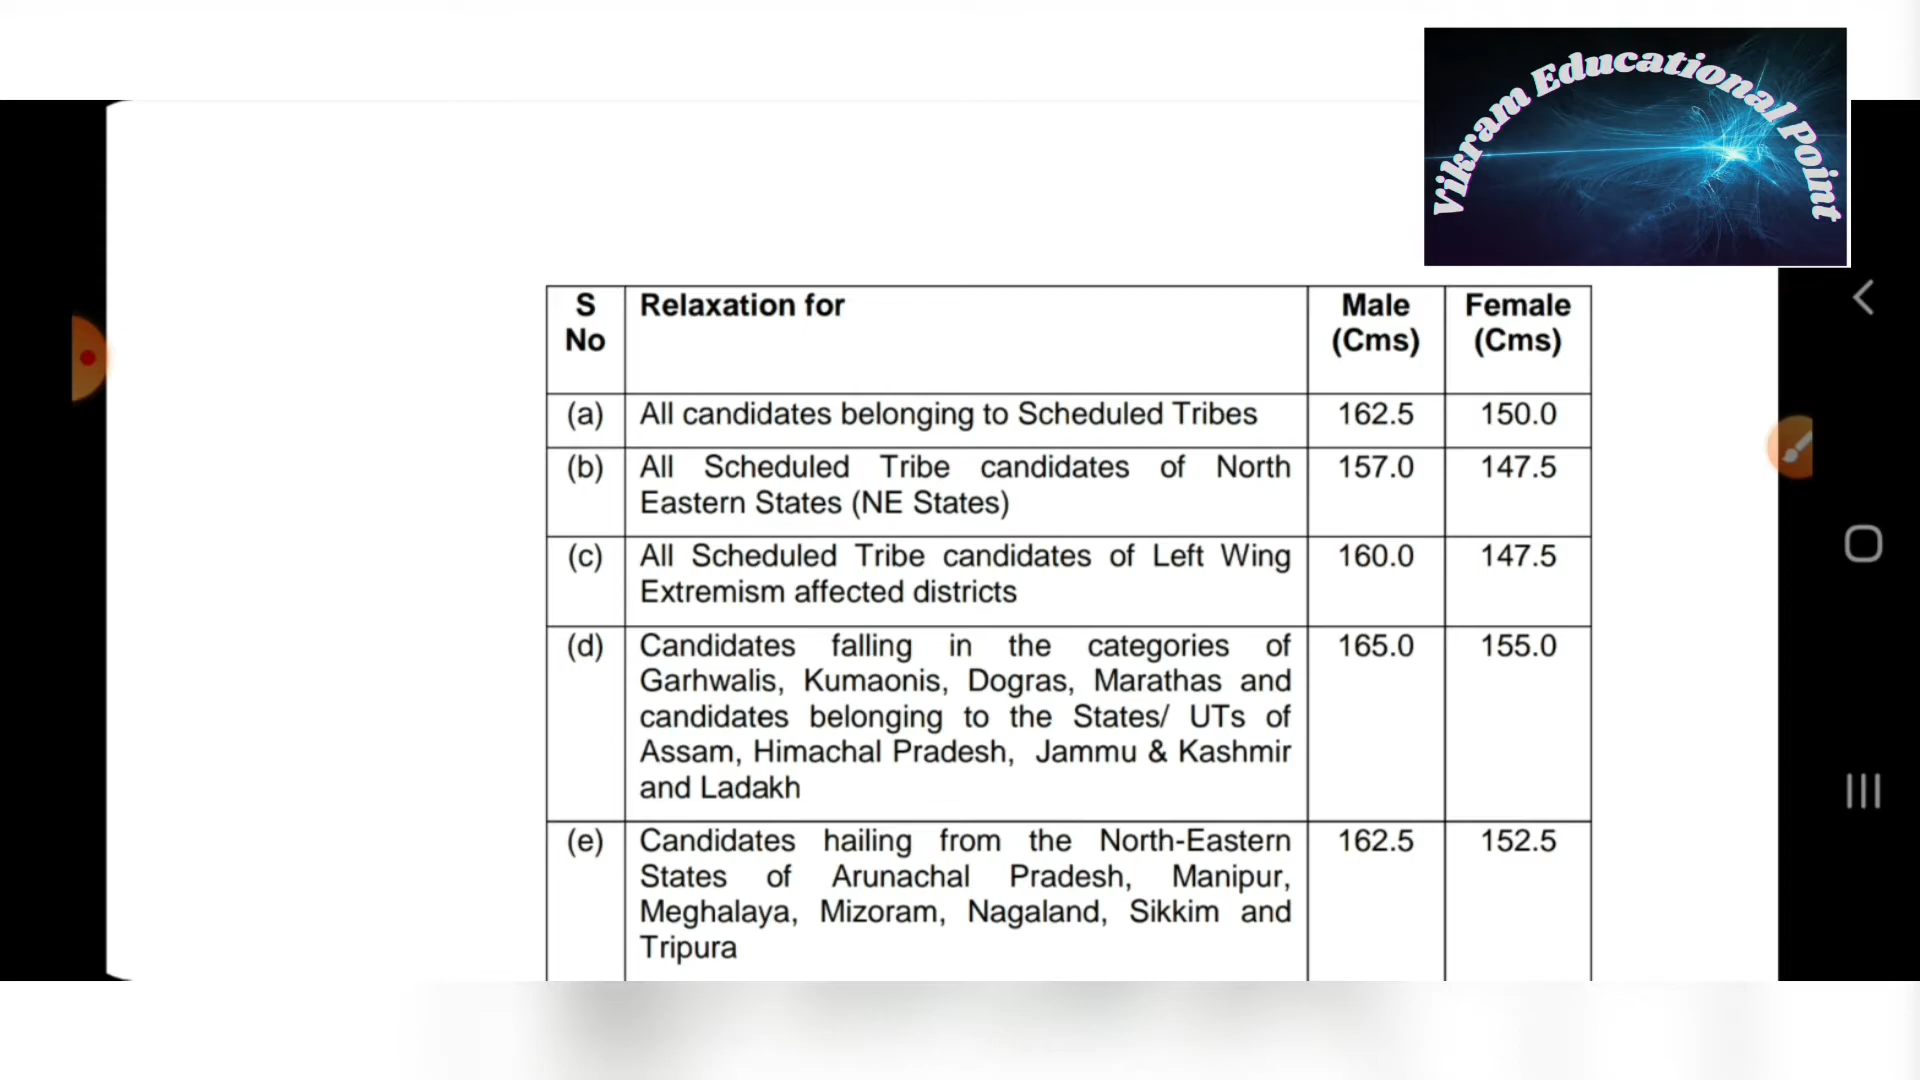 Vikram Educational Point
S No Relaxation for Male (Cms) Female (Cms)
(a) All candidates belonging to Scheduled Tribes 162.5 150.0
(b) All Scheduled Tribe candidates of North 157.0 147.5
Eastern States (NE States)
(c) All Scheduled Tribe candidates of Left Wing 160.0 147.5
Extremism affected districts
(d) Candidates falling in the categories of 165.0 155.0
Garhwalis, Kumaonis, Dogras, Marathas and
candidates belonging to the States/ UTs of
Assam, Himachal Pradesh, Jammu & Kashmir
and Ladakh
(e) Candidates hailing from the North-Eastern 162.5 152.5
States of Arunachal Pradesh, Manipur,
Meghalaya, Mizoram, Nagaland, Sikkim and
Tripura